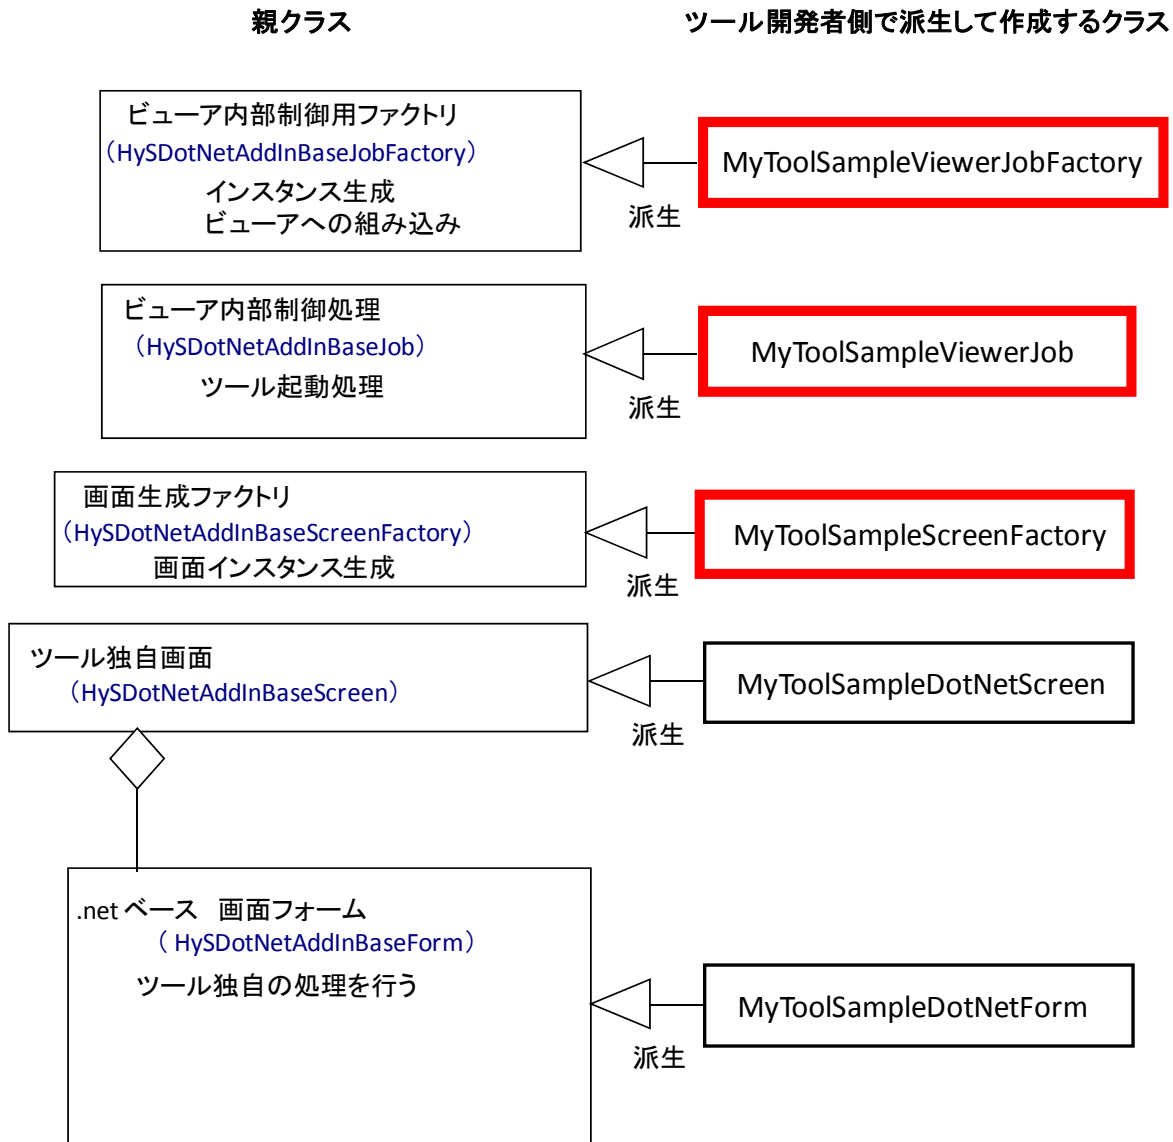 親クラス
ツール開発者側で派生して作成するクラス
ビューア内部制御用ファクトリ
（HySDotNetAddInBaseJobFactory）
インスタンス生成
ビューアへの組み込み
派生
MyToolSampleViewerJobFactory
ビューア内部制御処理
（HySDotNetAddInBaseJob）
ツール起動処理
派生
MyToolSampleViewerJob
画面生成ファクトリ
（HySDotNetAddInBaseScreenFactory）
画面インスタンス生成
派生
MyToolSampleScreenFactory
ツール独自画面
（HySDotNetAddInBaseScreen）
派生
MyToolSampleDotNetScreen
.net ベース 画面フォーム
（ HySDotNetAddInBaseForm）
ツール独自の処理を行う
派生
MyToolSampleDotNetForm